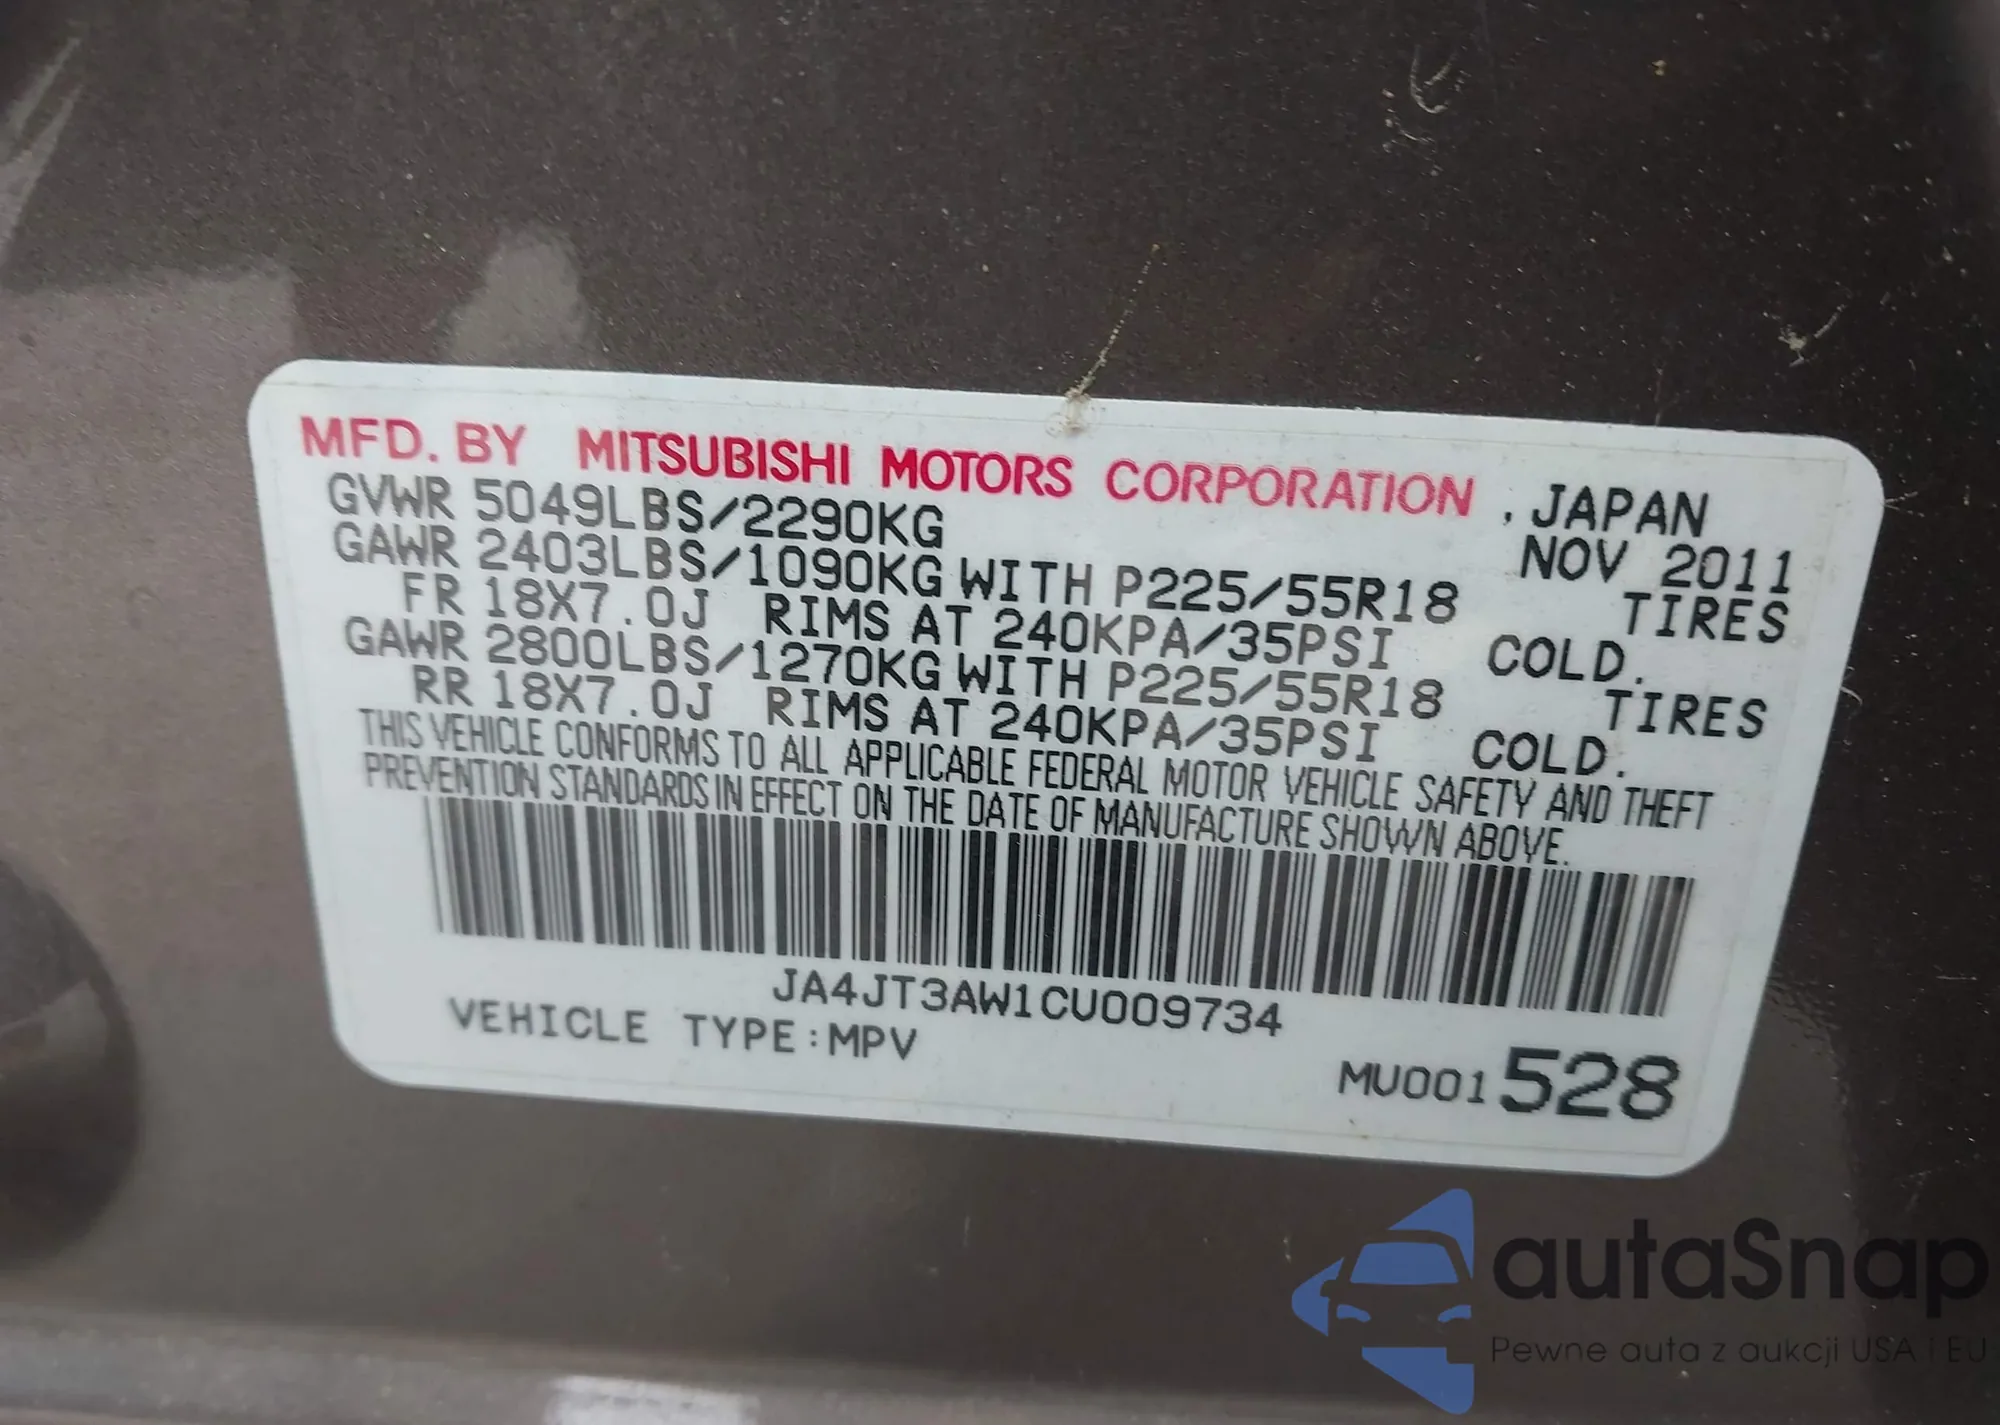 MFD. BY MITSUBISHI MOTORS CORPORATION , JAPAN
GVWR 5049LBS/2290KG NOV 2011
GAWR 2403LBS/1090KG WITH P225/55R18 TIRES
FR 18X7.0J RIMS AT 240KPA/35PSI COLD.
GAWR 2800LBS/1270KG WITH P225/55R18 TIRES
RR 18X7.0J RIMS AT 240KPA/35PSI COLD.
THIS VEHICLE CONFORMS TO ALL APPLICABLE FEDERAL MOTOR VEHICLE SAFETY AND THEFT
PREVENTION STANDARDS IN EFFECT ON THE DATE OF MANUFACTURE SHOWN ABOVE.
JA4JT3AW1CU009734
VEHICLE TYPE:MPV
MU001528
autaSnap
Pewne auta z aukcji USA i EU